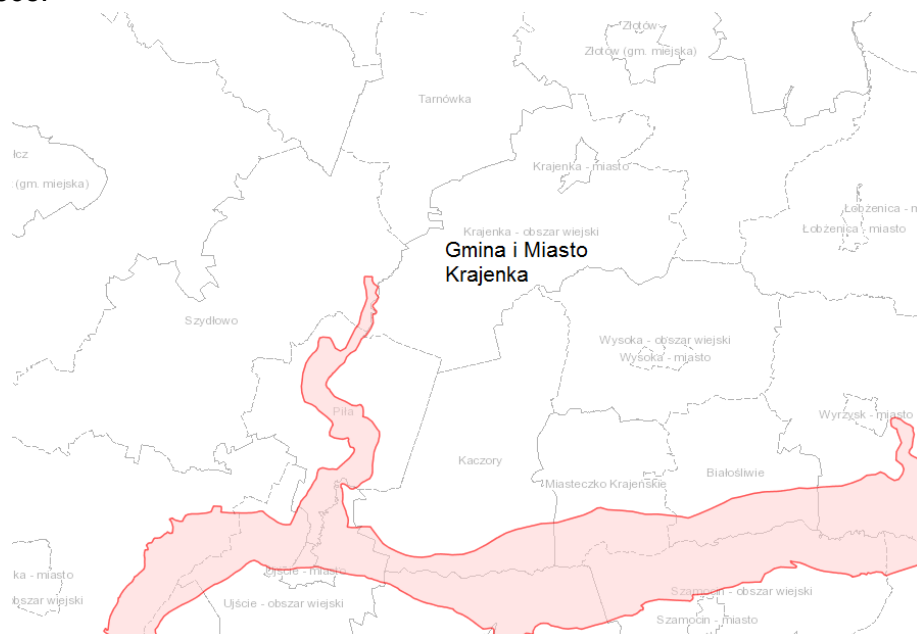 Złotów
Złotów (gm. miejska)
Tarnówka
łcz
(gm. miejska)
Krajenka - miasto
Łobżenica - m
Łobżenica - miasto
Krajenka - obszar wiejski
Gmina i Miasto
Krajenka
Szydłowo
Wysoka - obszar wiejski
Wysoka - miasto
Piła
Wyrzysk - miasto
Kaczory
Białośliwie
Miasteczko Krajeńskie
Ujście - miasto
ka - miasto
obszar wiejski
Ujście - obszar wiejski
Szamocin - obszar wiejski
Szamocin - miasto